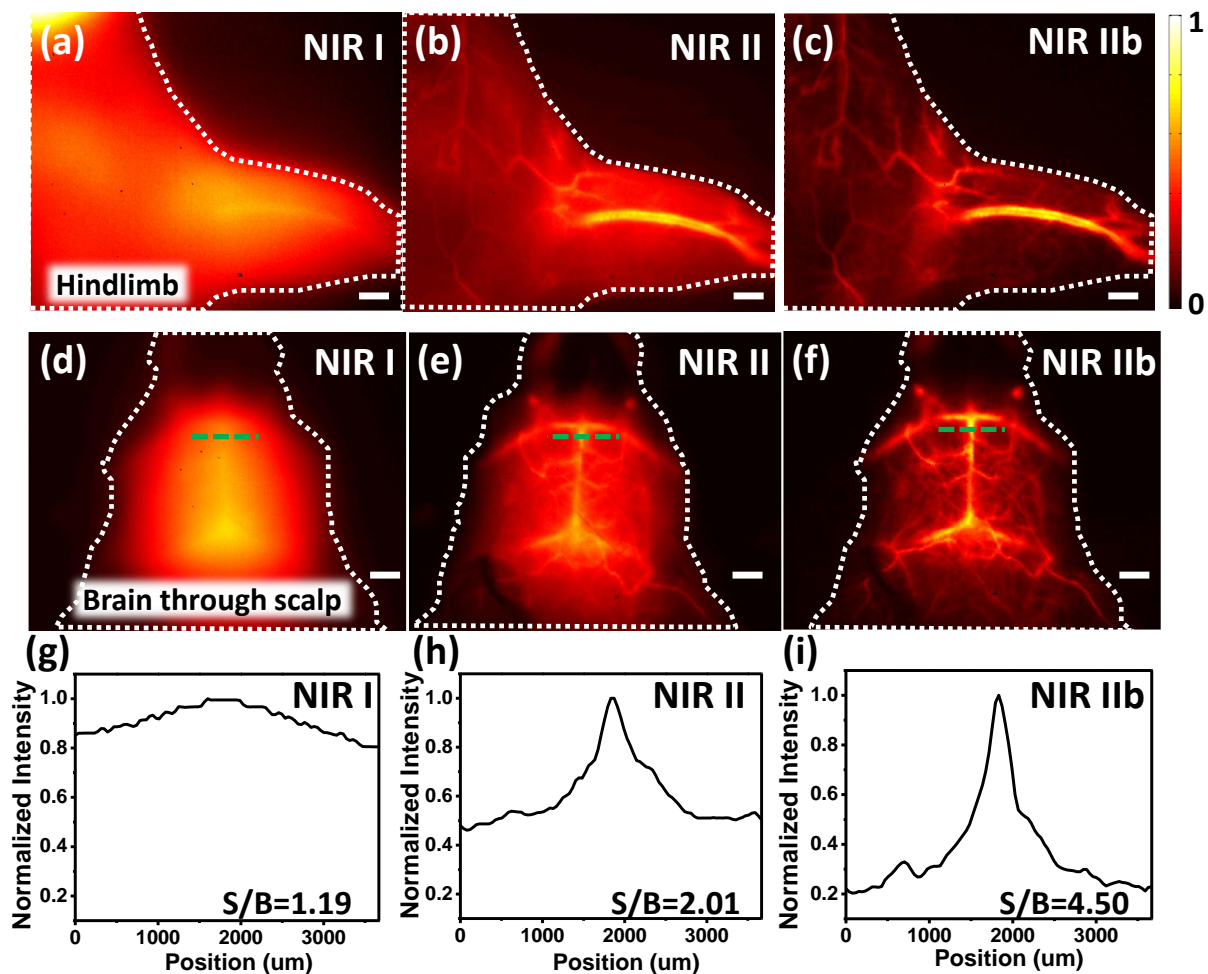 (a) NIR I
(b) NIR II
(c) NIR IIb
1
0
Hindlimb
(d) NIR I
(e) NIR II
(f) NIR IIb
Brain through scalp
(g)
NIR I
Normalized Intensity
1.0
0.8
0.6
0.4
0.2
S/B=1.19
0 1000 2000 3000
Position (um)
(h)
NIR II
Normalized Intensity
1.0
0.8
0.6
0.4
0.2
S/B=2.01
0 1000 2000 3000
Position (um)
(i)
NIR IIb
Normalized Intensity
1.0
0.8
0.6
0.4
0.2
S/B=4.50
0 1000 2000 3000
Position (um)